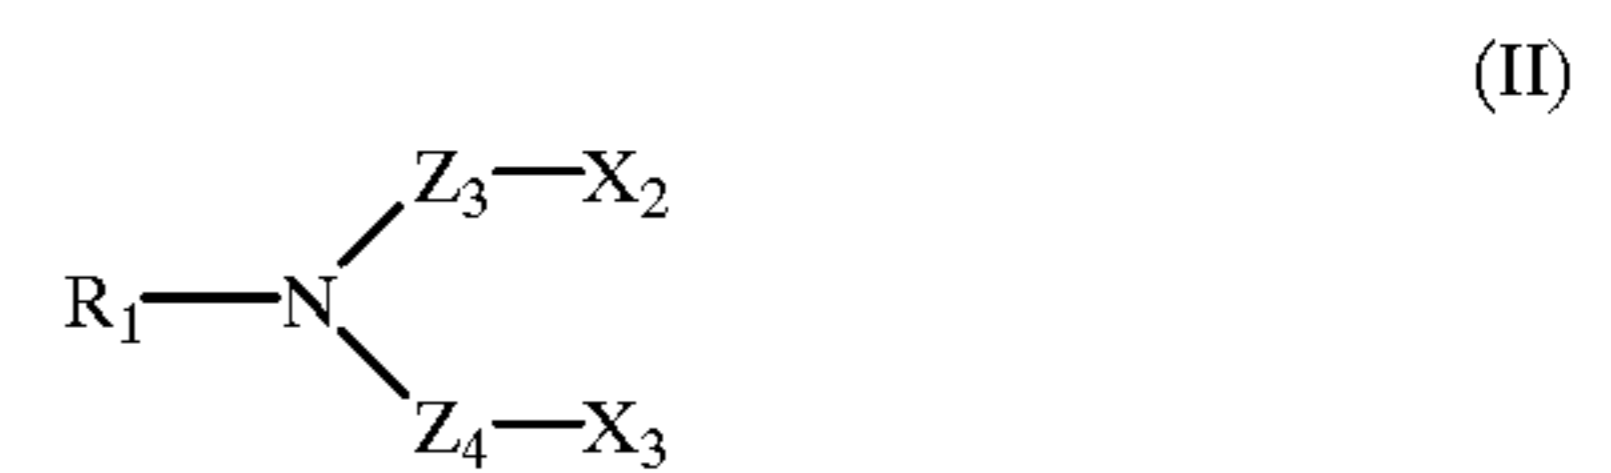 (II)
Z₃—X₂
R₁—N
Z₄—X₃